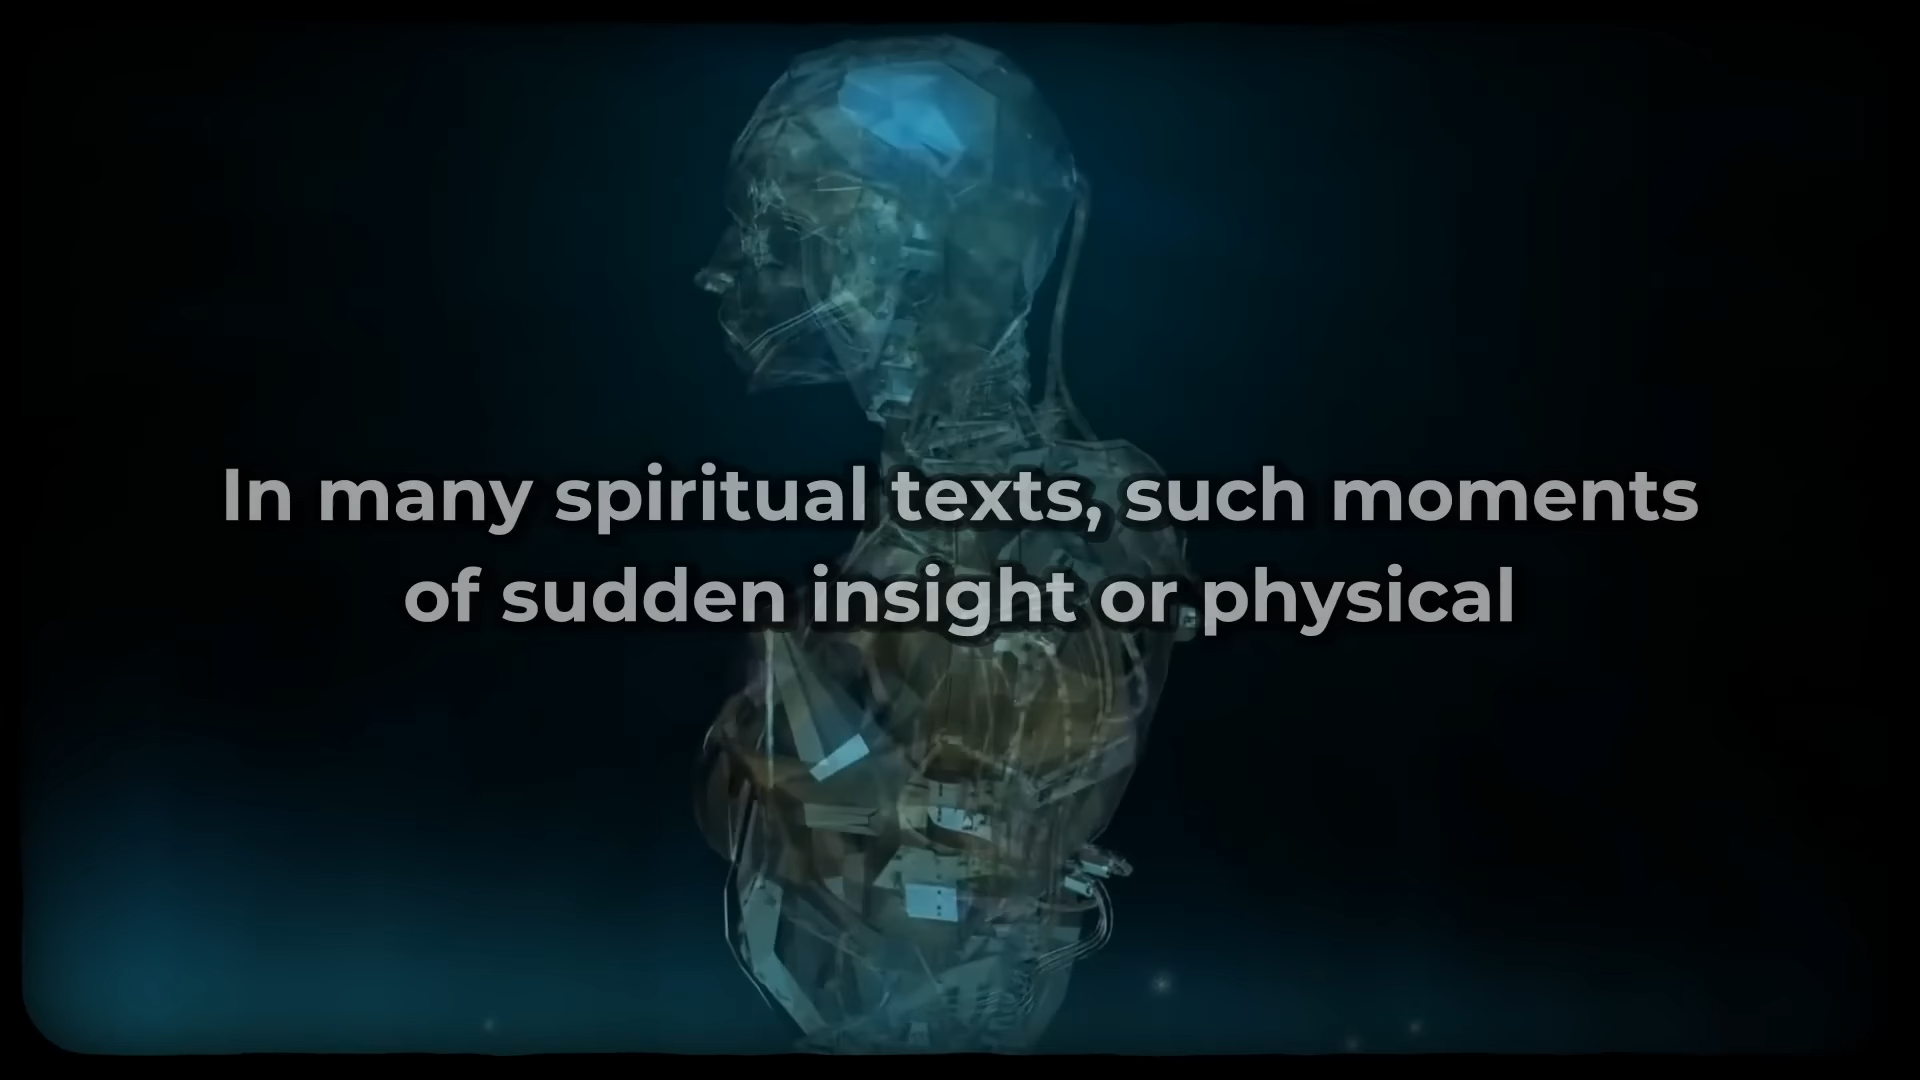 In many spiritual texts, such moments
of sudden insight or physical